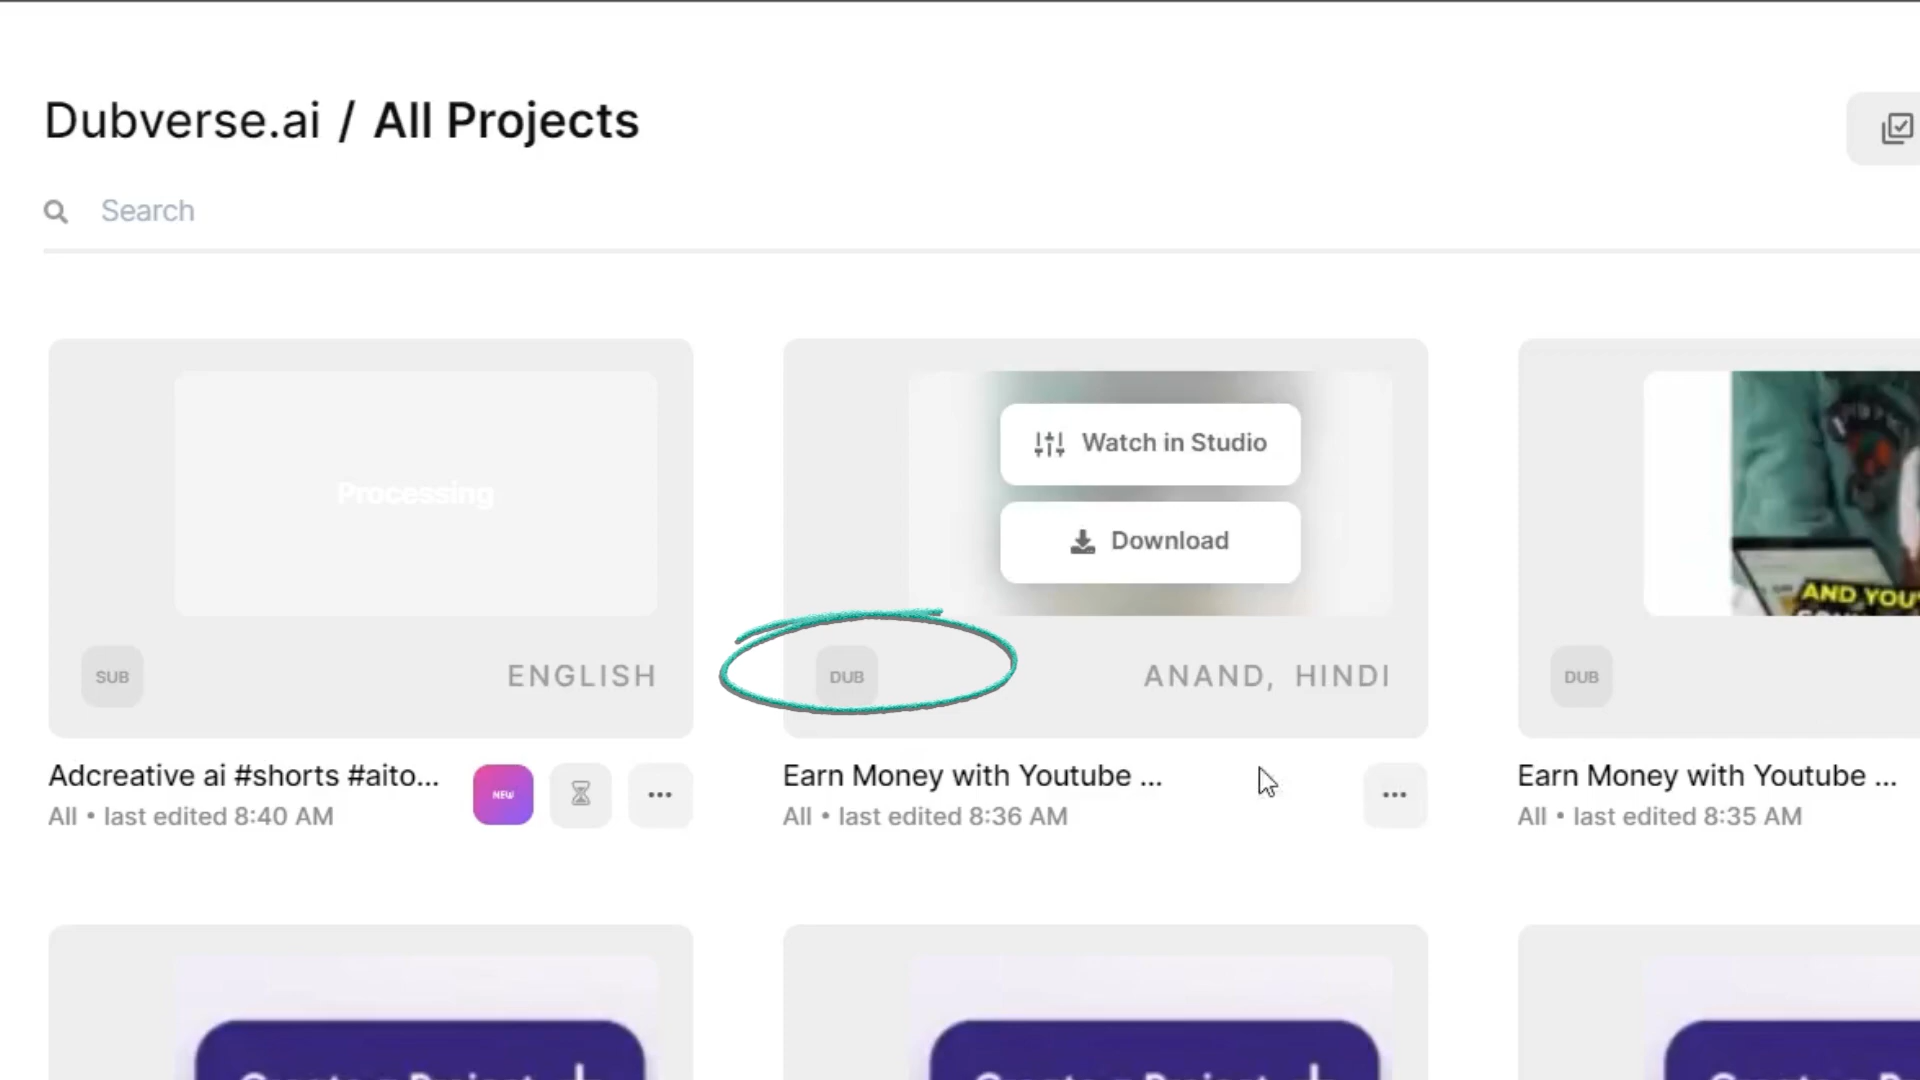 Dubverse.ai / All Projects
Search
Processing
SUB
ENGLISH
Adcreative ai #shorts #aito...
All • last edited 8:40 AM
NEW
Watch in Studio
Download
DUB
ANAND, HINDI
Earn Money with Youtube ...
All • last edited 8:36 AM
AND YOU'
DUB
Earn Money with Youtube ...
All • last edited 8:35 AM